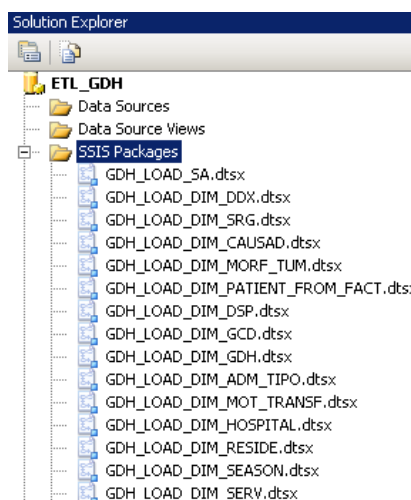 Solution Explorer
ETL_GDH
Data Sources
Data Source Views
SSIS Packages
GDH_LOAD_SA.dtsx
GDH_LOAD_DIM_DDX.dtsx
GDH_LOAD_DIM_SRG.dtsx
GDH_LOAD_DIM_CAUSAD.dtsx
GDH_LOAD_DIM_MORF_TUM.dtsx
GDH_LOAD_DIM_PATIENT_FROM_FACT.dts
GDH_LOAD_DIM_DSP.dtsx
GDH_LOAD_DIM_GCD.dtsx
GDH_LOAD_DIM_GDH.dtsx
GDH_LOAD_DIM_ADM_TIPO.dtsx
GDH_LOAD_DIM_MOT_TRANSF.dtsx
GDH_LOAD_DIM_HOSPITAL.dtsx
GDH_LOAD_DIM_RESIDE.dtsx
GDH_LOAD_DIM_SEASON.dtsx
GDH_LOAD_DIM_SERV.dtsx